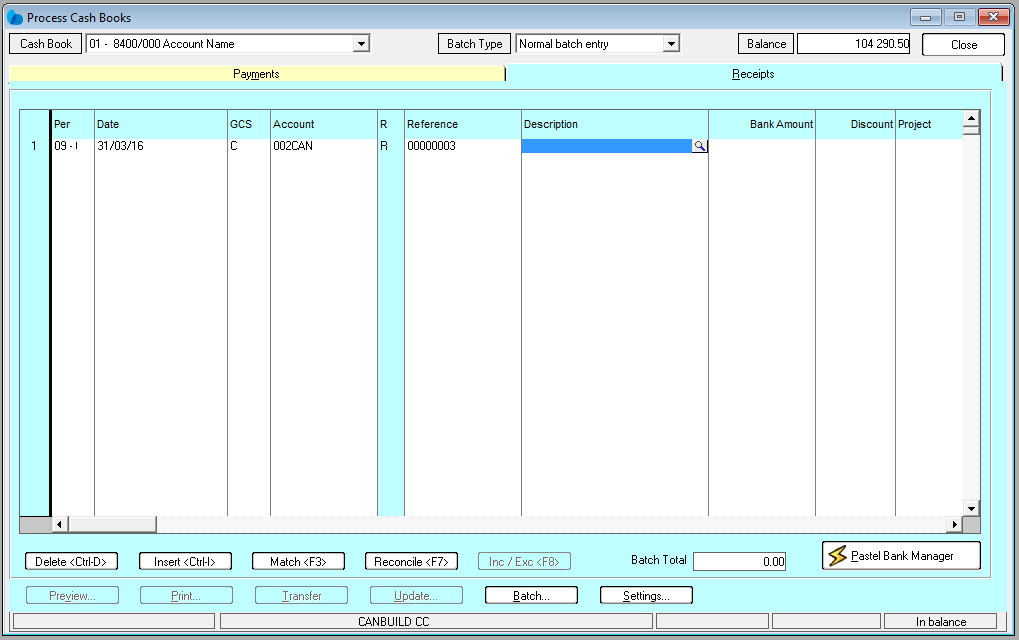 Process Cash Books
Cash Book 01 - 8400/000 Account Name Batch Type Normal batch entry Balance 104 290.50 Close
Payments Receipts
Per Date GCS Account R Reference Description Bank Amount Discount Project
1 09 - 31/03/16 C 002CAN R 00000003
Delete <Ctrl-D> Insert <Ctrl-I> Match <F3> Reconcile <F7> Inc / Exc <F8> Batch Total 0.00 Pastel Bank Manager
Preview... Print... Transfer Update... Batch... Settings...
CANBUILD CC In balance